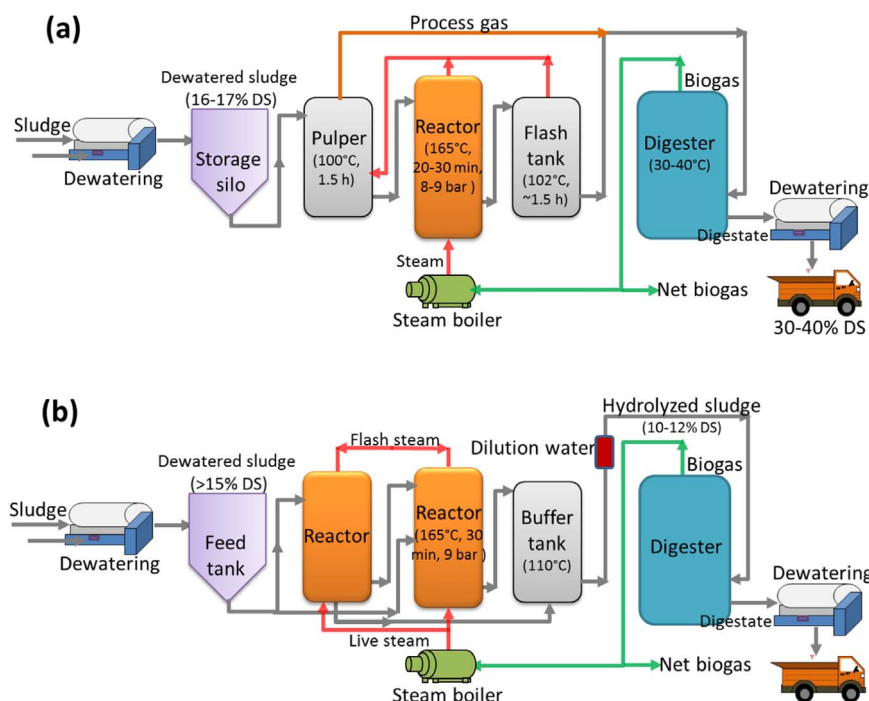 (a)
Process gas
Dewatered sludge
(16-17% DS)
Sludge
Dewatering
Storage
silo
Pulper
(100°C,
1.5 h)
Reactor
(165°C,
20-30 min,
8-9 bar )
Flash
tank
(102°C,
~1.5 h)
Biogas
Digester
(30-40°C)
Dewatering
Digestate
Steam
Steam boiler
Net biogas
30-40% DS
(b)
Hydrolyzed sludge
(10-12% DS)
Flash steam
Dilution water
Dewatered sludge
(>15% DS)
Biogas
Sludge
Dewatering
Feed
tank
Reactor
Reactor
(165°C, 30
min, 9 bar )
Buffer
tank
(110°C)
Digester
Dewatering
Digestate
Live steam
Steam boiler
Net biogas